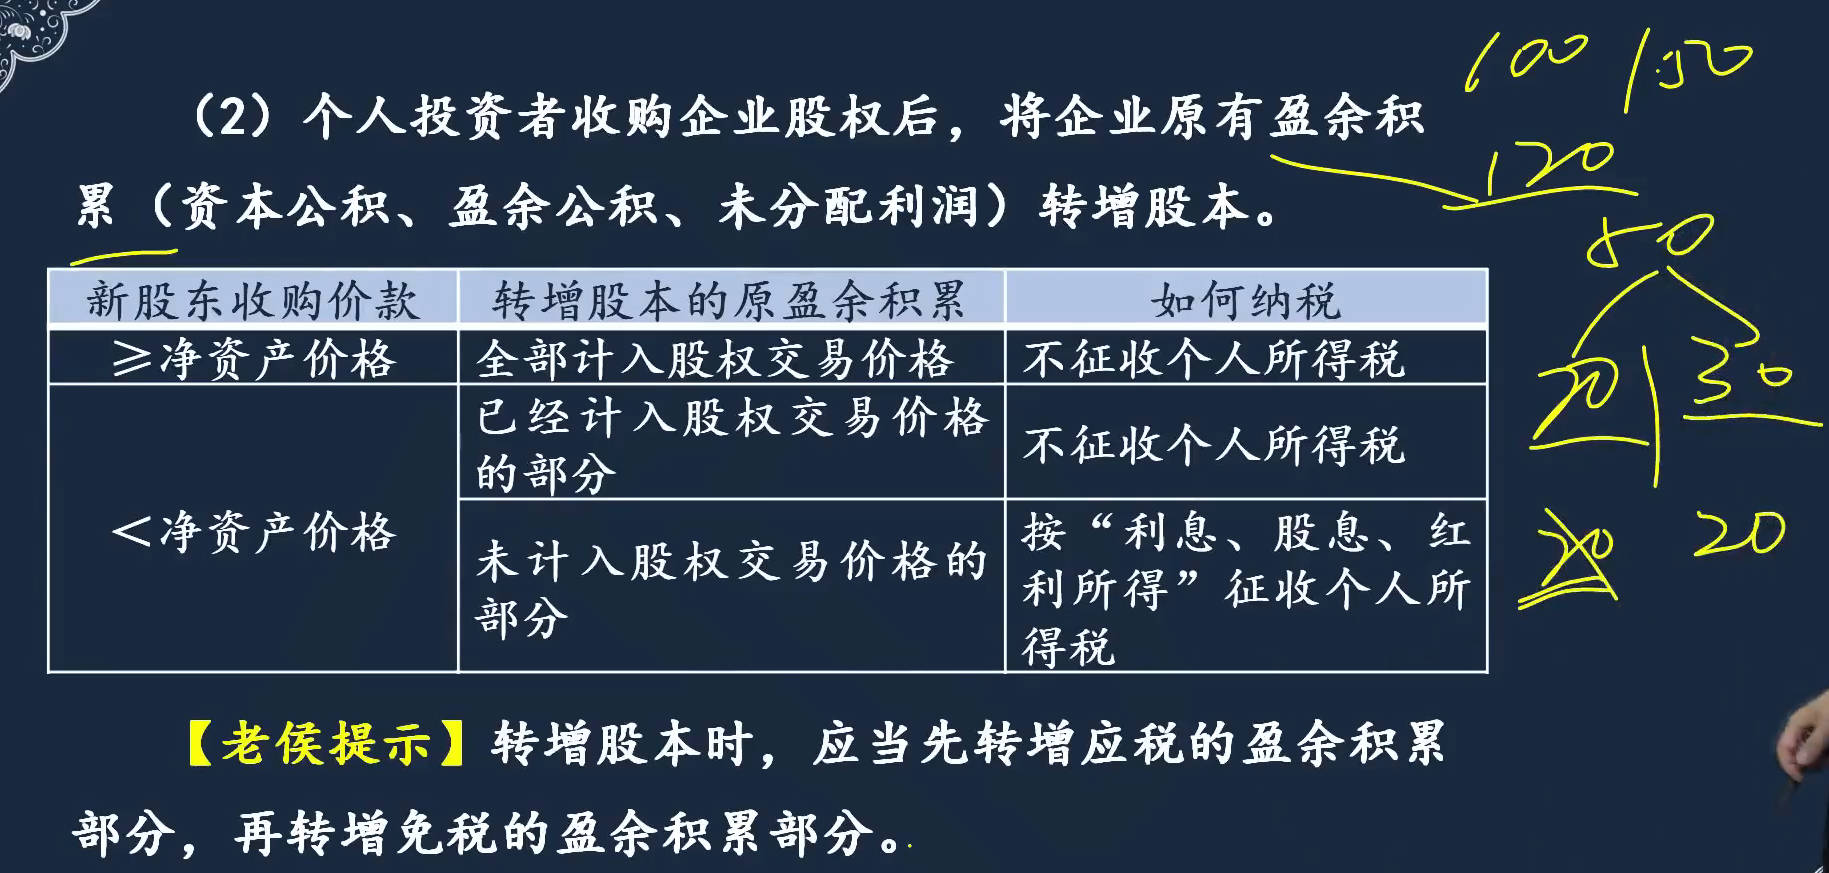 100 150
(2)个人投资者收购企业股权后，将企业原有盈余积
120
累（资本公积、盈余公积、未分配利润）转增股本。
50
新股东收购价款 转增股本的原盈余积累 如何纳税
≥净资产价格 全部计入股权交易价格 不征收个人所得税
20 30
<净资产价格
已经计入股权交易价格
的部分
不征收个人所得税
未计入股权交易价格的
部分
按“利息、股息、红
利所得”征收个人所
得税
20 20
【老侯提示】转增股本时，应当先转增应税的盈余积累
部分，再转增免税的盈余积累部分。